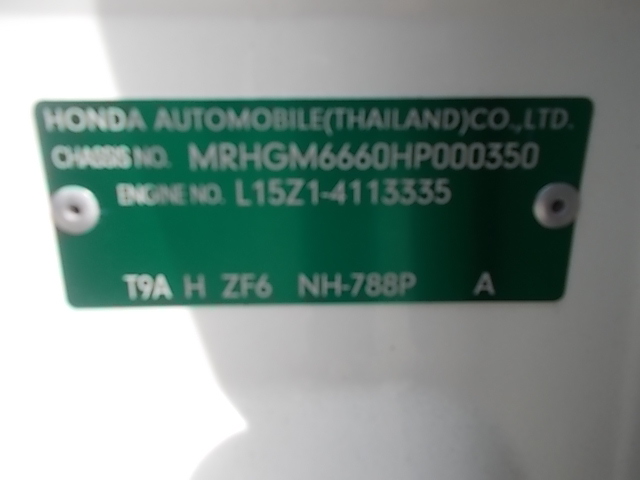 HONDA AUTOMOBILE(THAILAND)CO.,LTD.
CHASSIS NO. MRHGM6660HP000350
ENGINE NO. L15Z1-4113335
T9A H ZF6 NH-788P A